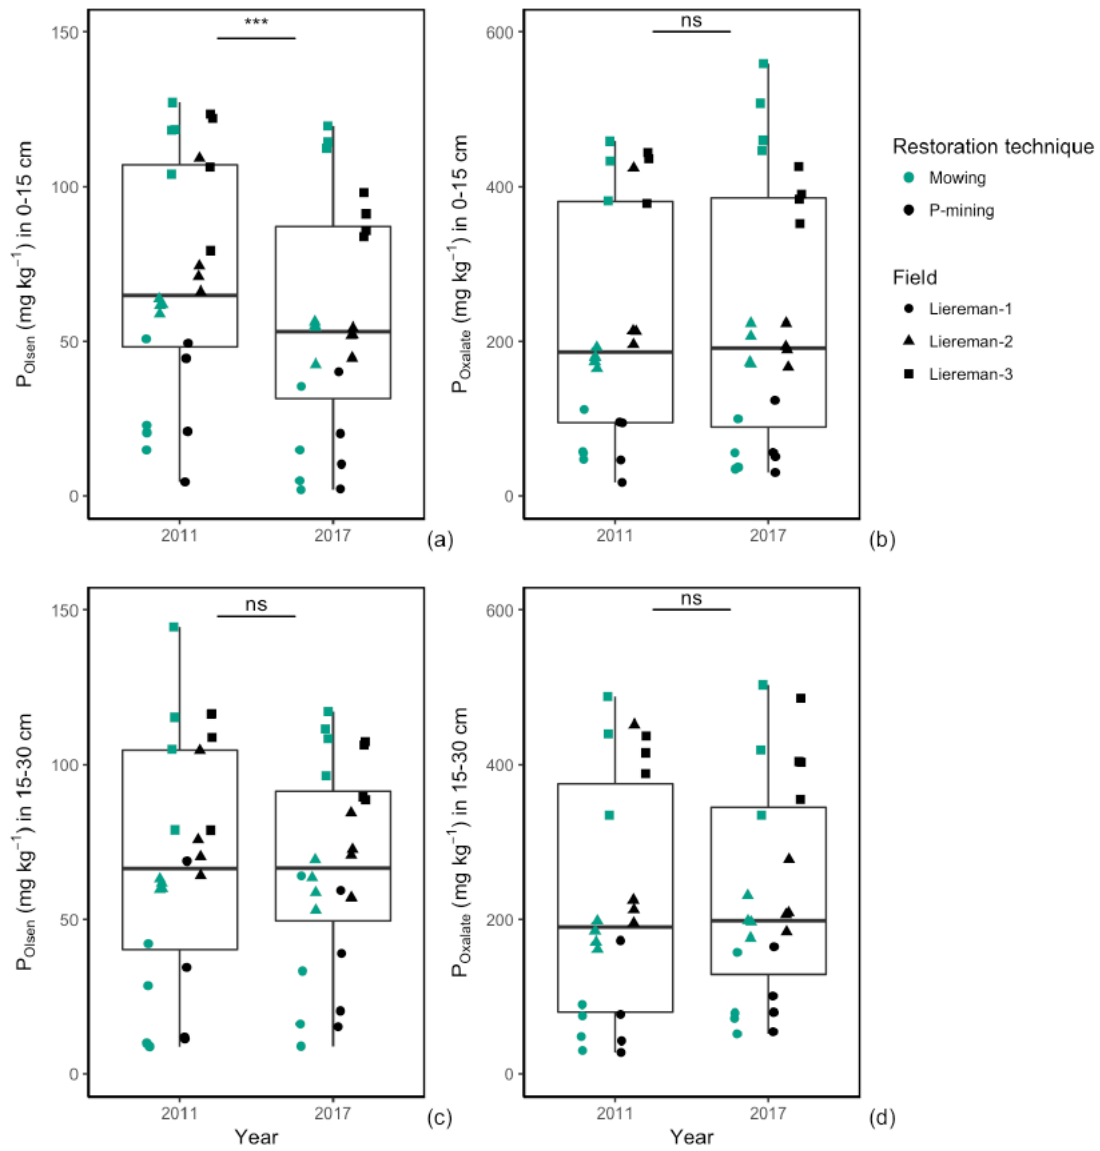 ***
150
100
50
0
P_Olsen (mg kg⁻¹) in 0-15 cm
2011
2017
(a)
ns
600
400
200
0
P_Oxalate (mg kg⁻¹) in 0-15 cm
2011
2017
(b)
Restoration technique
Mowing
P-mining
Field
Liereman-1
Liereman-2
Liereman-3
ns
150
100
50
0
P_Olsen (mg kg⁻¹) in 15-30 cm
2011
2017
Year
(c)
ns
600
400
200
0
P_Oxalate (mg kg⁻¹) in 15-30 cm
2011
2017
Year
(d)